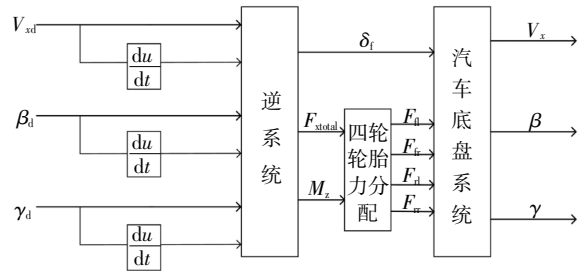 V_xd
du/dt
β_d
du/dt
γ_d
du/dt
逆系统
δ_f
F_xtotal
M_z
四轮
轮胎
力分
配
F_fl
F_fr
F_rl
F_rr
汽车底盘系统
V_x
β
γ